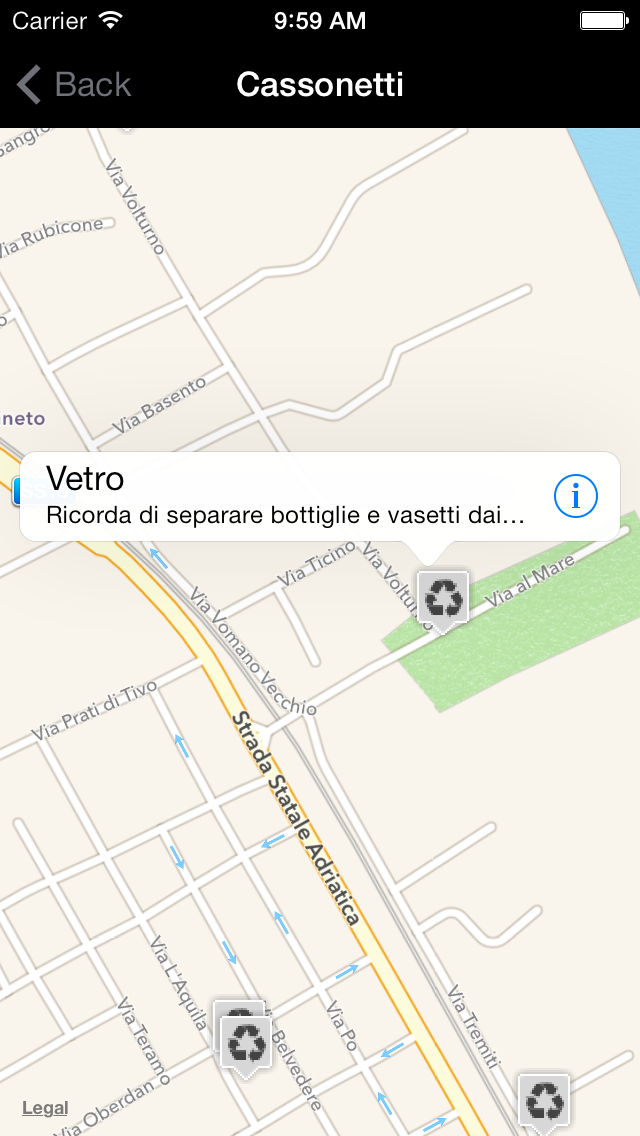 Carrier 9:59 AM
Back Cassonetti
Via Volturno
Via Rubicone
Via Basento
ineto
Vetro
Ricorda di separare bottiglie e vasetti dai…
Via Ticino
Via Volturno
Via al Mare
Via Vomano Vecchio
Via Prati di Tivo
Strada Statale Adriatica
Via L'Aquila
Via Teramo
Belvedere
Via Po
Via Tremiti
Via Oberdan
Legal